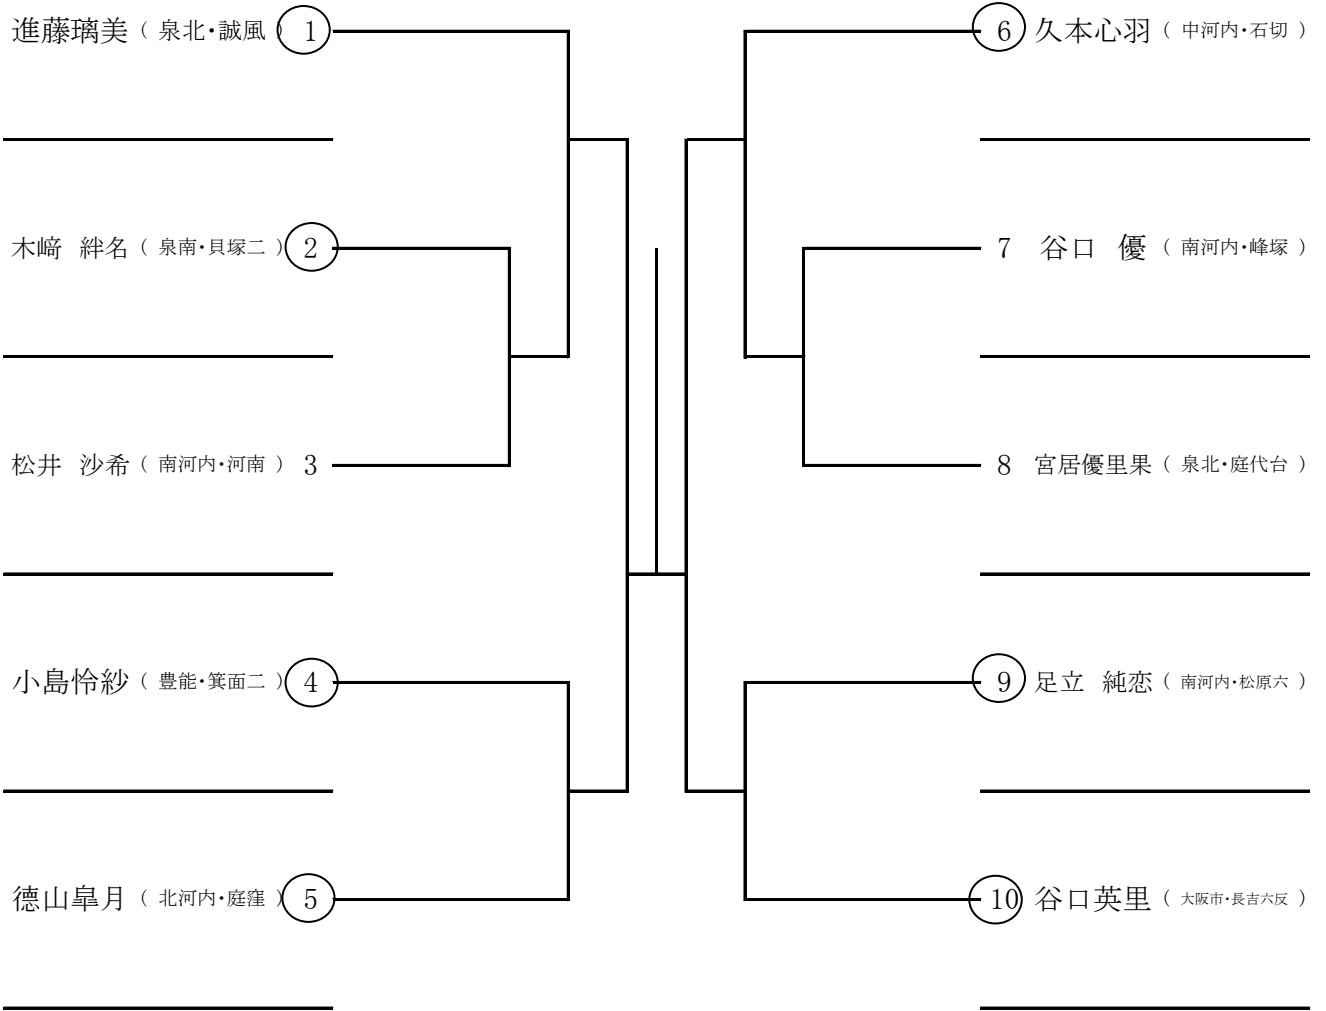 進藤璃美 ( 泉北・誠風 ) 1
木﨑 絆名 ( 泉南・貝塚二 ) 2
松井 沙希 ( 南河内・河南 ) 3
小島怜紗 ( 豊能・箕面二 ) 4
德山皐月 ( 北河内・庭窪 ) 5
6 久本心羽 ( 中河内・石切 )
7 谷口 優 ( 南河内・峰塚 )
8 宮居優里果 ( 泉北・庭代台 )
9 足立 純恋 ( 南河内・松原六 )
10 谷口英里 ( 大阪市・長吉六反 )